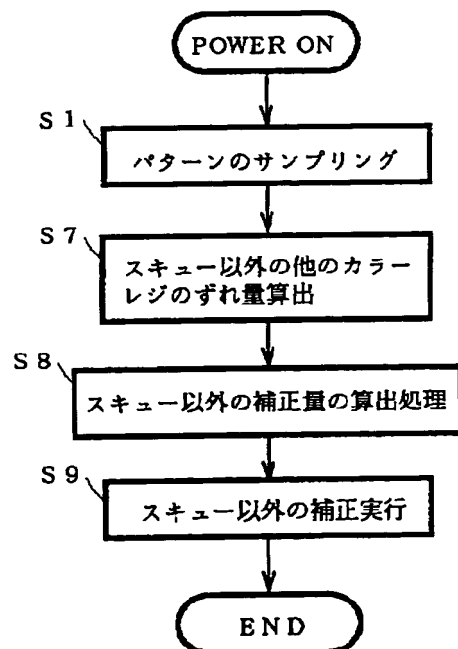 POWER ON
S1
パターンのサンプリング
S7
スキュー以外の他のカラー
レジのずれ量算出
S8
スキュー以外の補正量の算出処理
S9
スキュー以外の補正実行
END